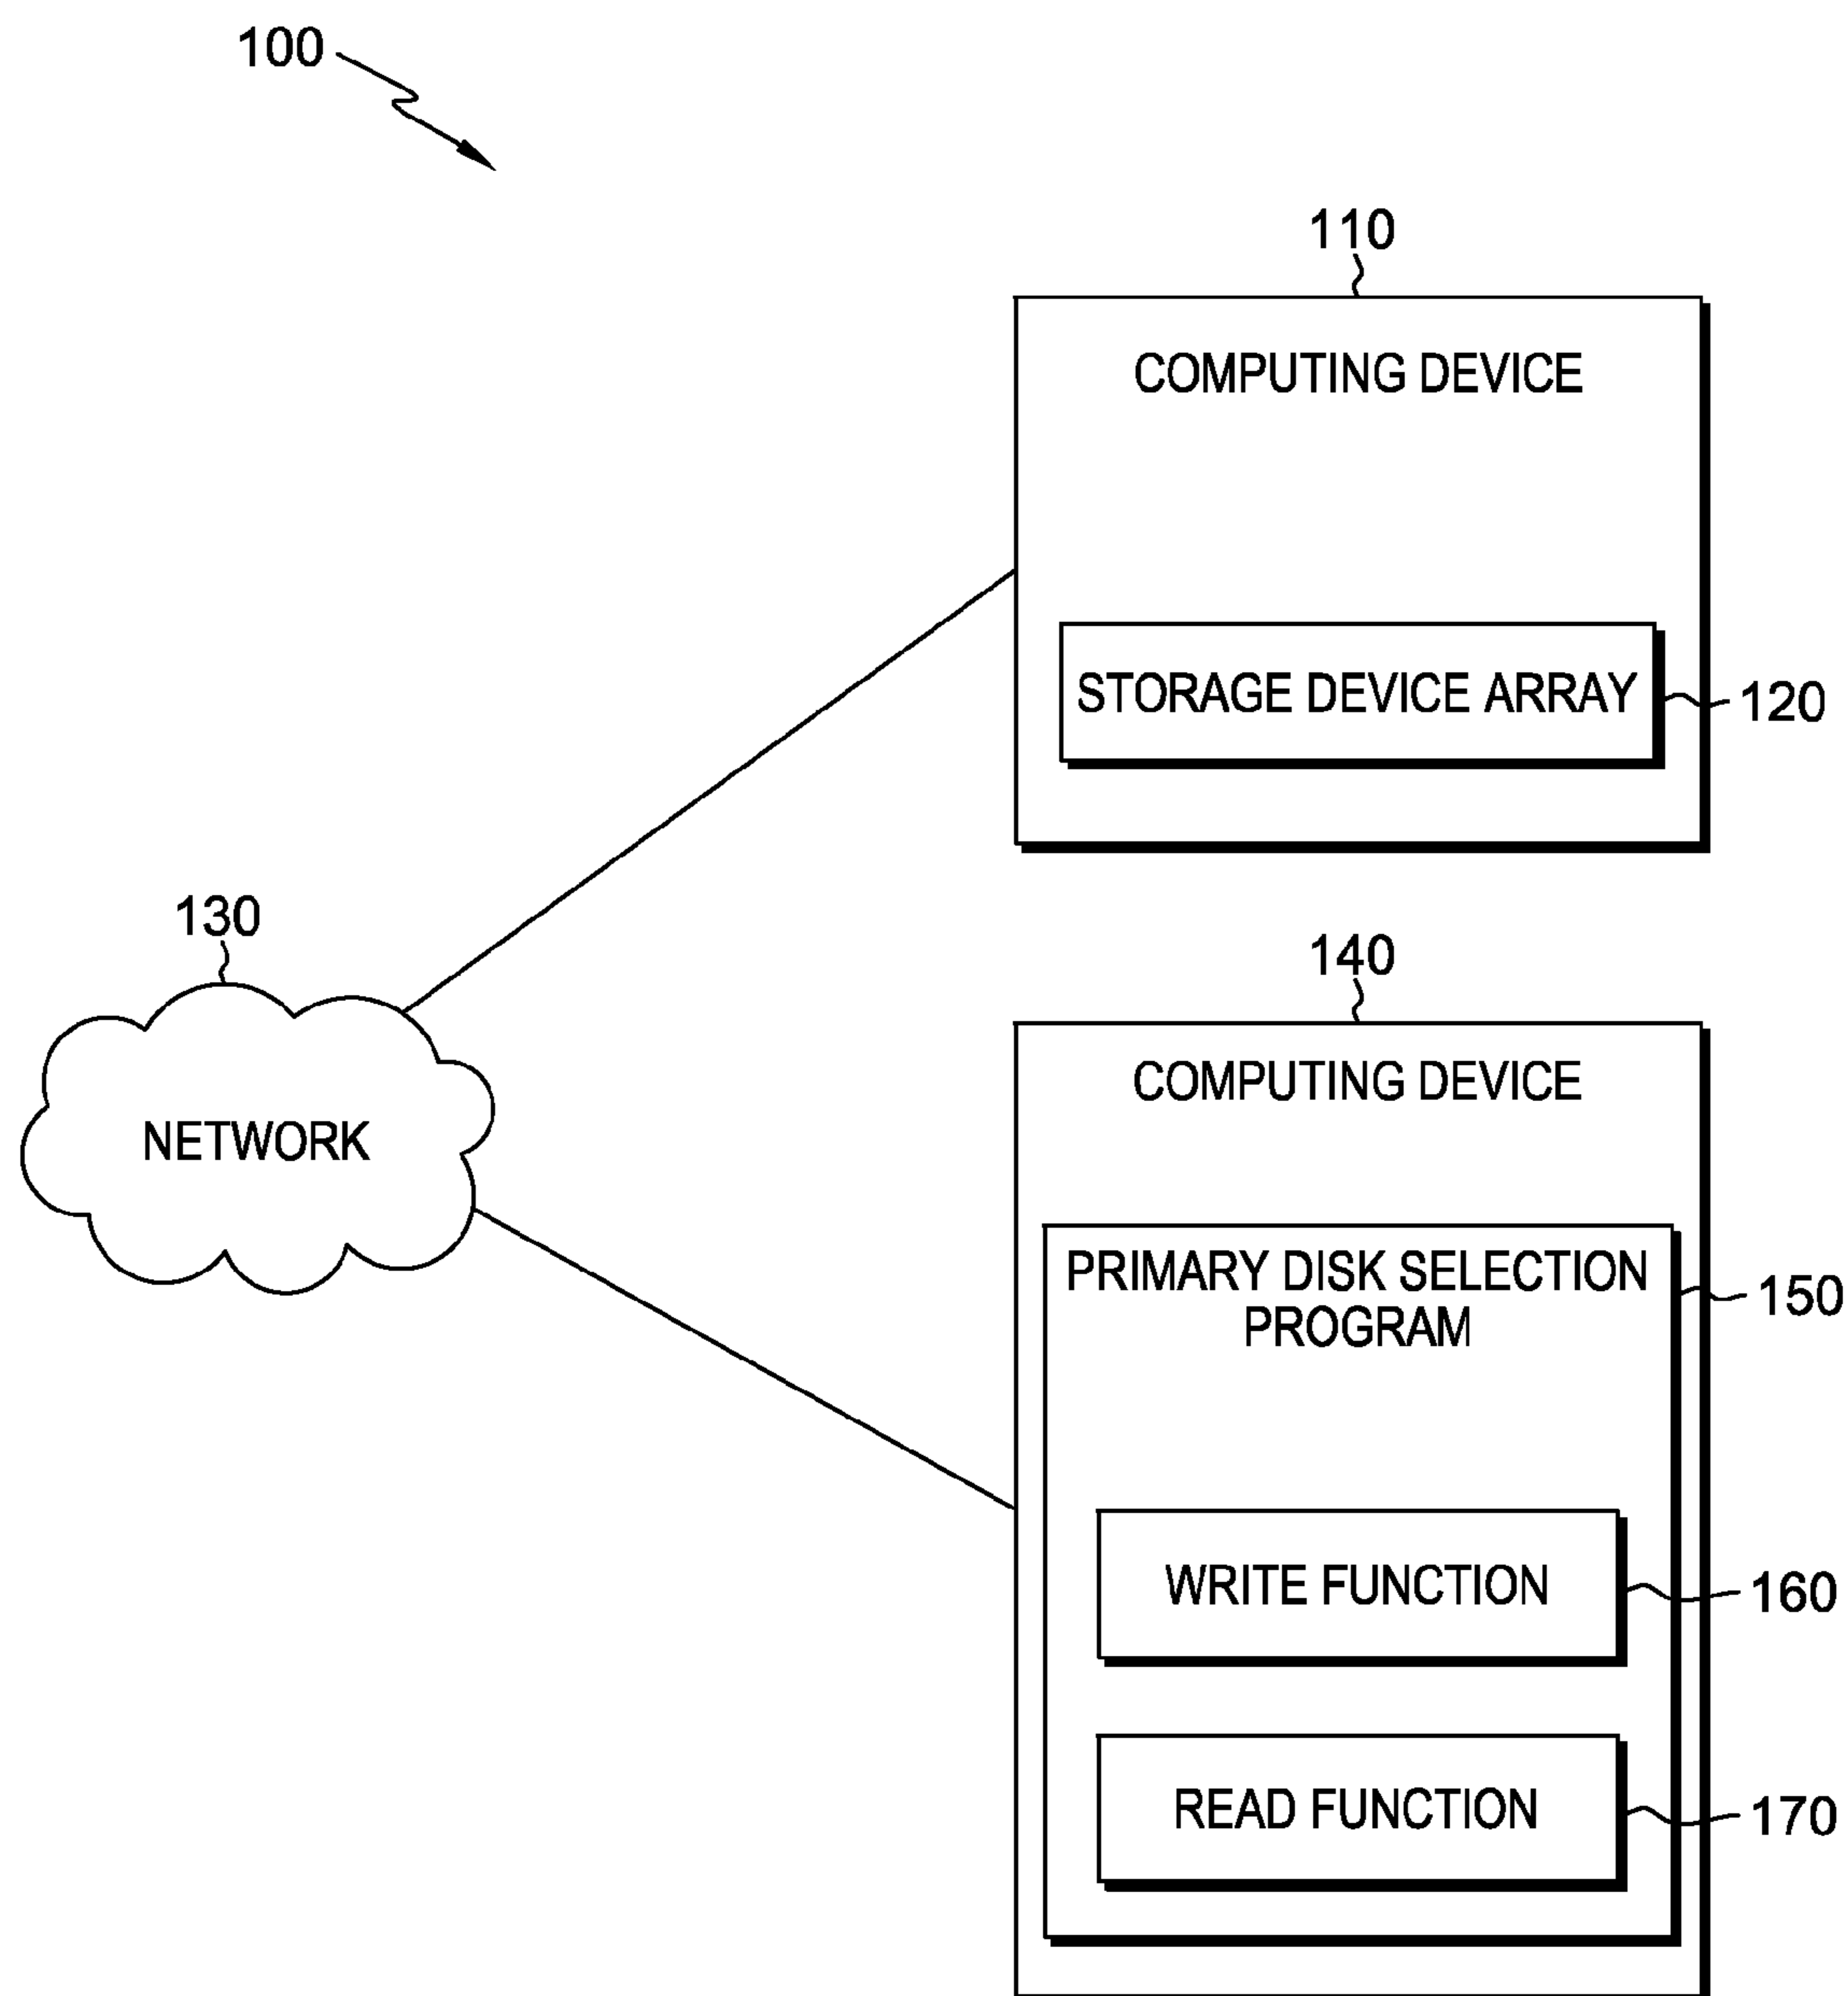 100
110
COMPUTING DEVICE
STORAGE DEVICE ARRAY
120
130
NETWORK
140
COMPUTING DEVICE
PRIMARY DISK SELECTION
PROGRAM
150
WRITE FUNCTION
160
READ FUNCTION
170